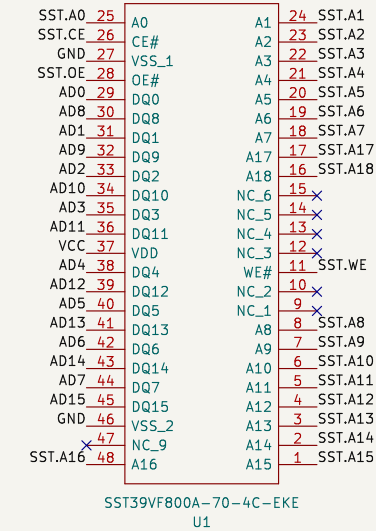 SST.A0 25 A0 A1 24 SST.A1
SST.CE 26 CE# A2 23 SST.A2
GND 27 VSS_1 A3 22 SST.A3
SST.OE 28 OE# A4 21 SST.A4
AD0 29 DQ0 A5 20 SST.A5
AD8 30 DQ8 A6 19 SST.A6
AD1 31 DQ1 A7 18 SST.A7
AD9 32 DQ9 A17 17 SST.A17
AD2 33 DQ2 A18 16 SST.A18
AD10 34 DQ10 NC_6 15
AD3 35 DQ3 NC_5 14
AD11 36 DQ11 NC_4 13
VCC 37 VDD NC_3 12
AD4 38 DQ4 WE# 11 SST.WE
AD12 39 DQ12 NC_2 10
AD5 40 DQ5 NC_1 9
AD13 41 DQ13 A8 8 SST.A8
AD6 42 DQ6 A9 7 SST.A9
AD14 43 DQ14 A10 6 SST.A10
AD7 44 DQ7 A11 5 SST.A11
AD15 45 DQ15 A12 4 SST.A12
GND 46 VSS_2 A13 3 SST.A13
47 NC_9 A14 2 SST.A14
SST.A16 48 A16 A15 1 SST.A15
SST39VF800A-70-4C-EKE
U1